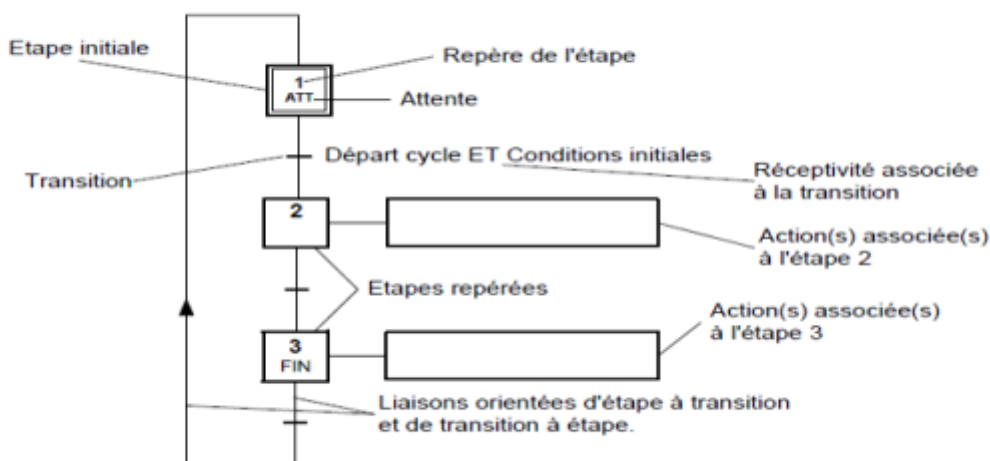 Etape initiale
Repère de l'étape
1
ATT
Attente
Départ cycle ET Conditions initiales
Transition
Réceptivité associée
à la transition
2
Action(s) associée(s)
à l'étape 2
Etapes repérées
Action(s) associée(s)
à l'étape 3
3
FIN
Liaisons orientées d'étape à transition
et de transition à étape.